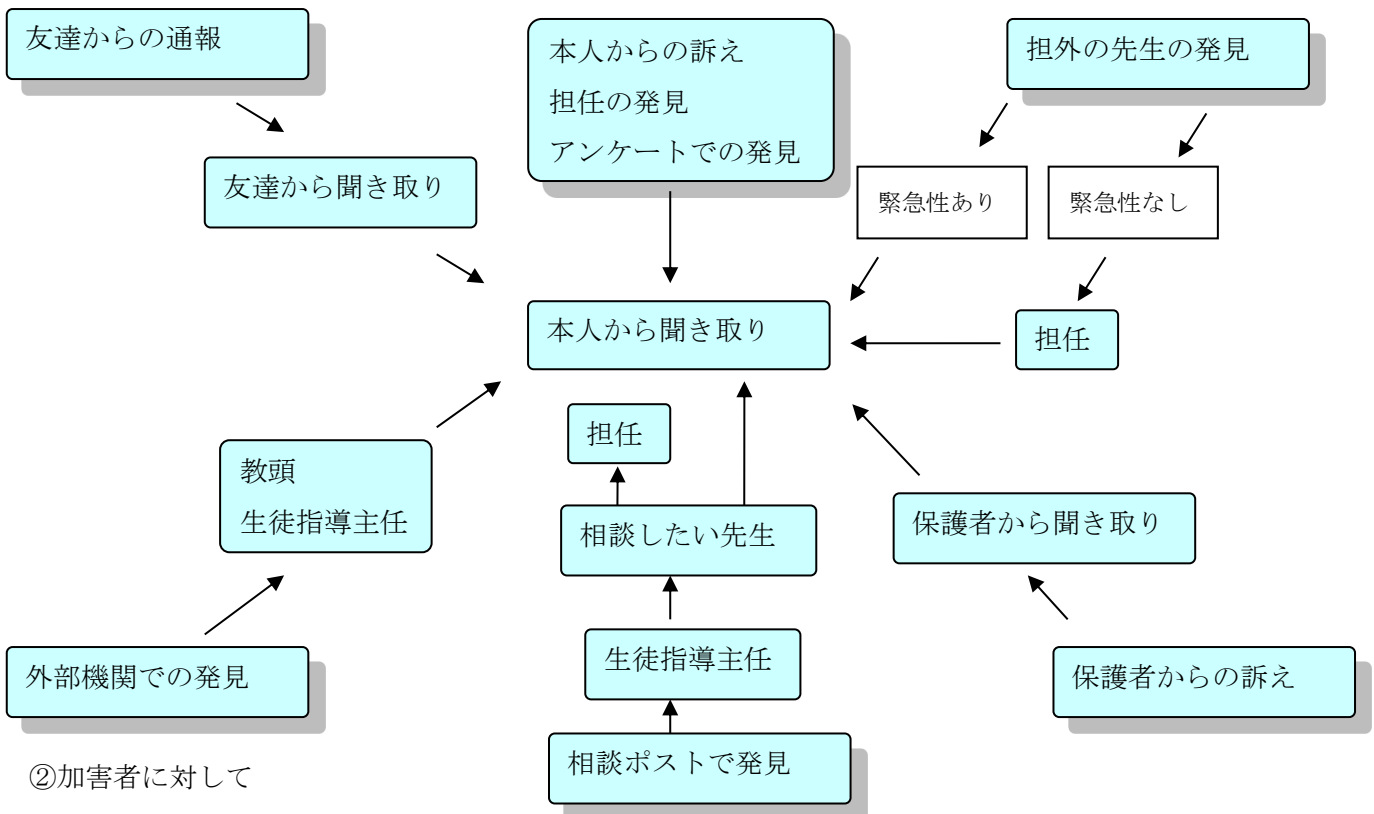 友達からの通報
本人からの訴え
担任の発見
アンケートでの発見
担外の先生の発見
友達から聞き取り
緊急性あり
緊急性なし
本人から聞き取り
担任
担任
教頭
生徒指導主任
相談したい先生
保護者から聞き取り
生徒指導主任
外部機関での発見
保護者からの訴え
相談ポストで発見
②加害者に対して